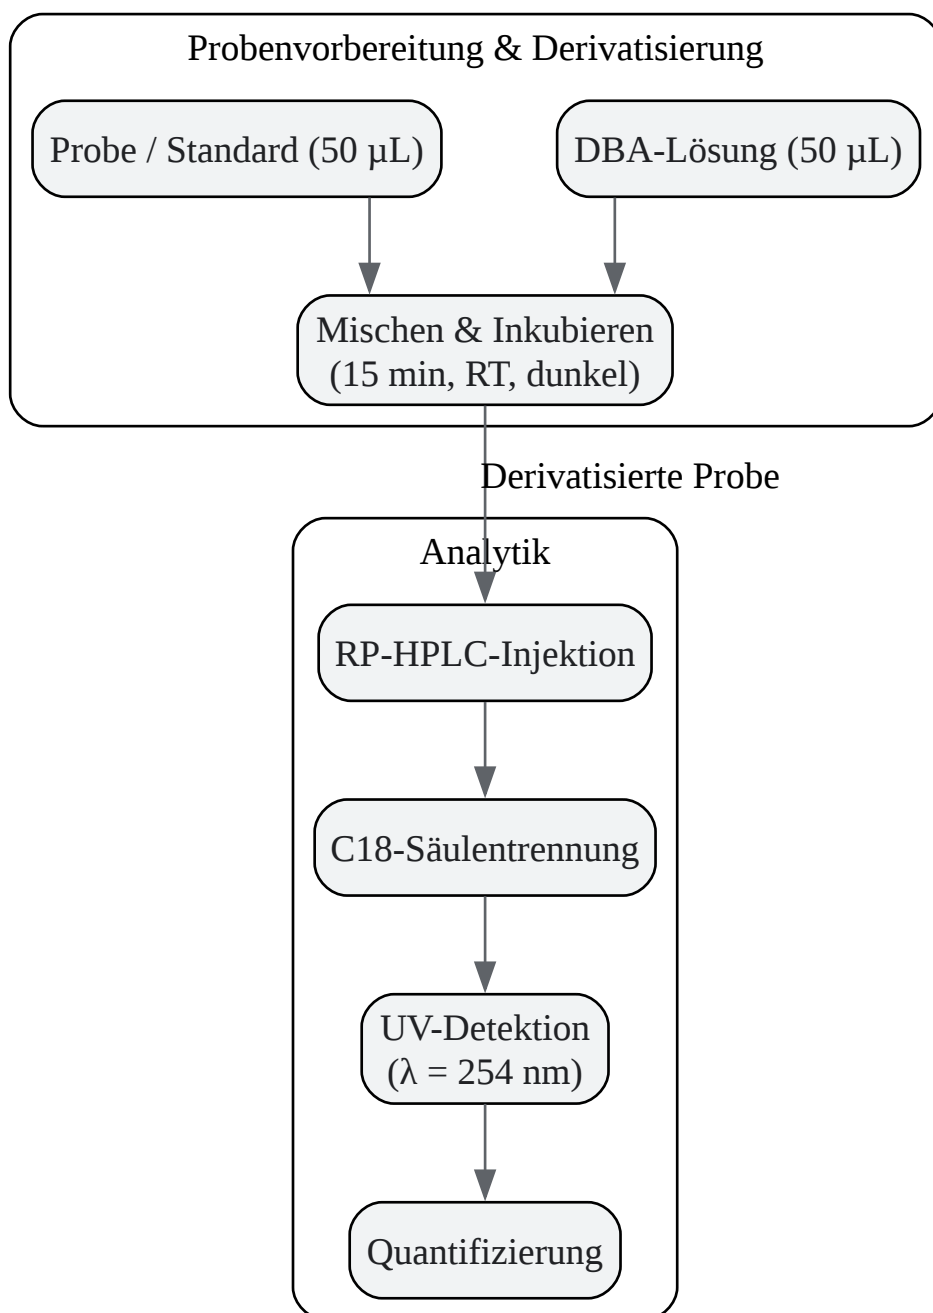 Probenvorbereitung & Derivatisierung
Probe / Standard (50 µL)
DBA-Lösung (50 µL)
Mischen & Inkubieren
(15 min, RT, dunkel)
Derivatisierte Probe
Analytik
RP-HPLC-Injektion
C18-Säulentrennung
UV-Detektion
(λ = 254 nm)
Quantifizierung